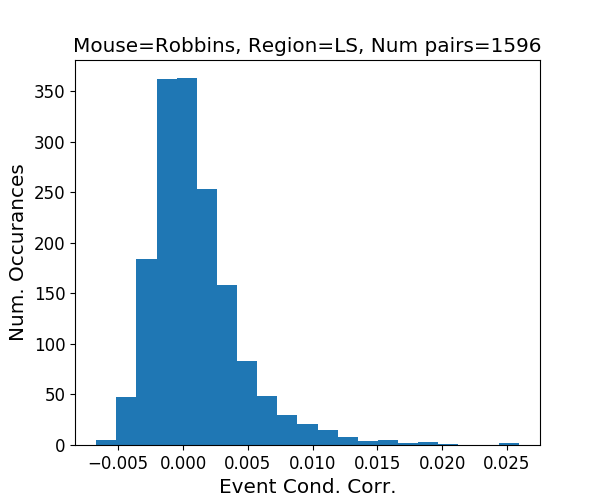 Mouse=Robbins, Region=LS, Num pairs=1596
350
300
250
200
150
100
50
0
Num. Occurances
−0.005 0.000 0.005 0.010 0.015 0.020 0.025
Event Cond. Corr.